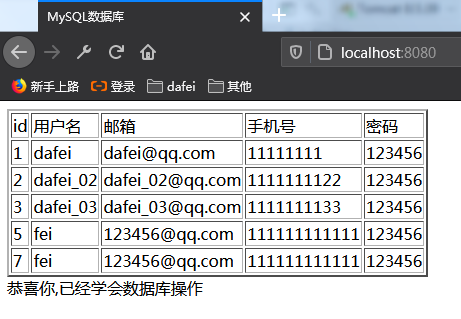 MySQL数据库
localhost:8080
新手上路 登录 dafei 其他
id 用户名 邮箱 手机号 密码
1 dafei dafei@qq.com 11111111 123456
2 dafei_02 dafei_02@qq.com 1111111122 123456
3 dafei_03 dafei_03@qq.com 1111111133 123456
5 fei 123456@qq.com 111111111111 123456
7 fei 123456@qq.com 111111111111 123456
恭喜你,已经学会数据库操作